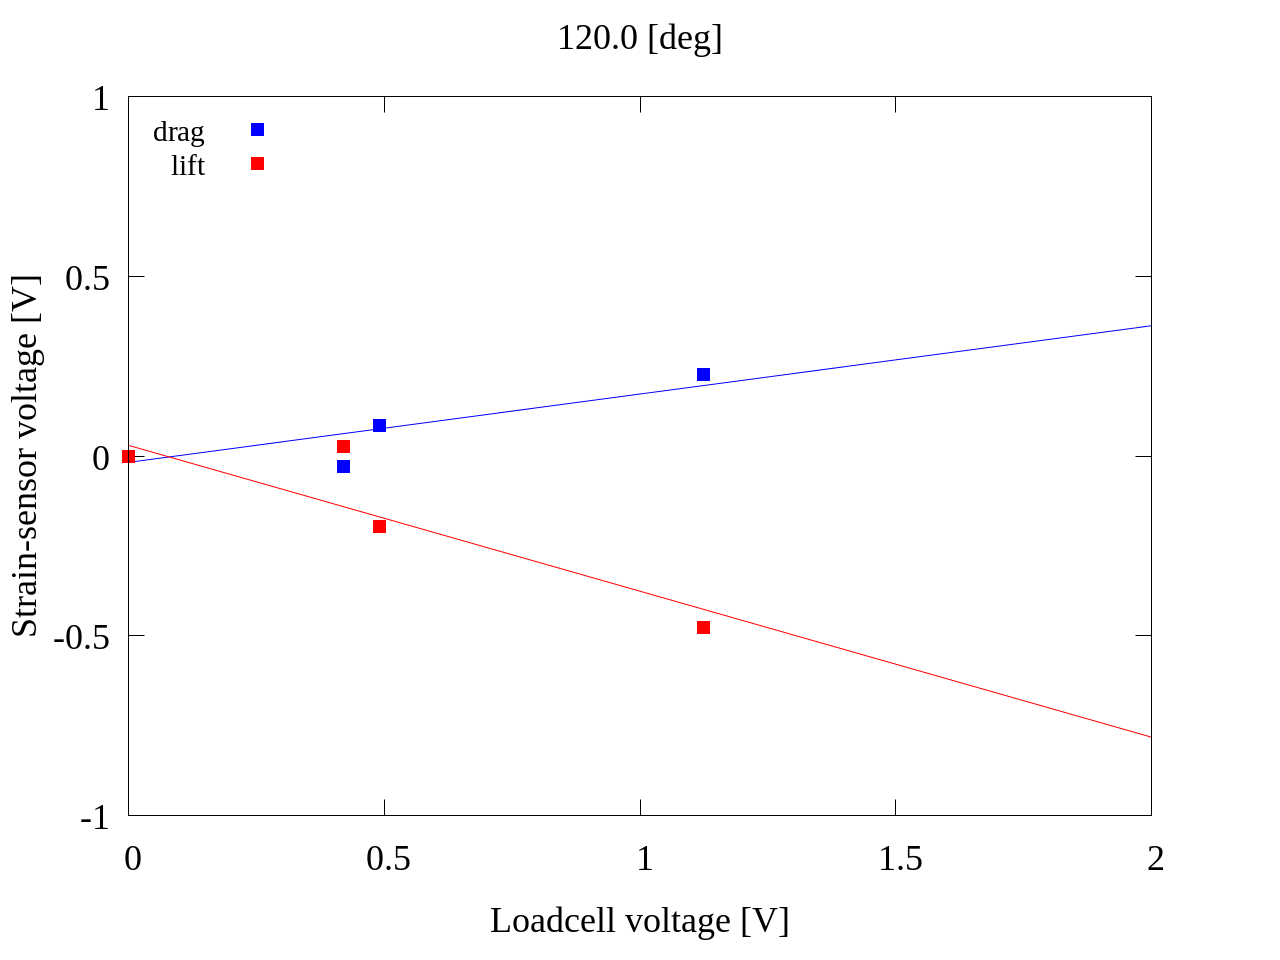 120.0 [deg]
1
drag
lift
0.5
0
-0.5
-1
Strain-sensor voltage [V]
0 0.5 1 1.5 2
Loadcell voltage [V]